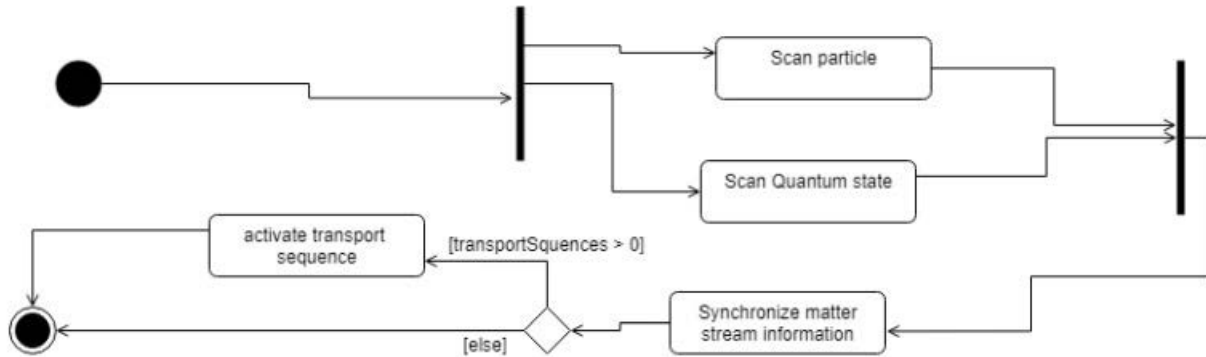 Scan particle
Scan Quantum state
activate transport
sequence
[transportSquences > 0]
Synchronize matter
stream information
[else]